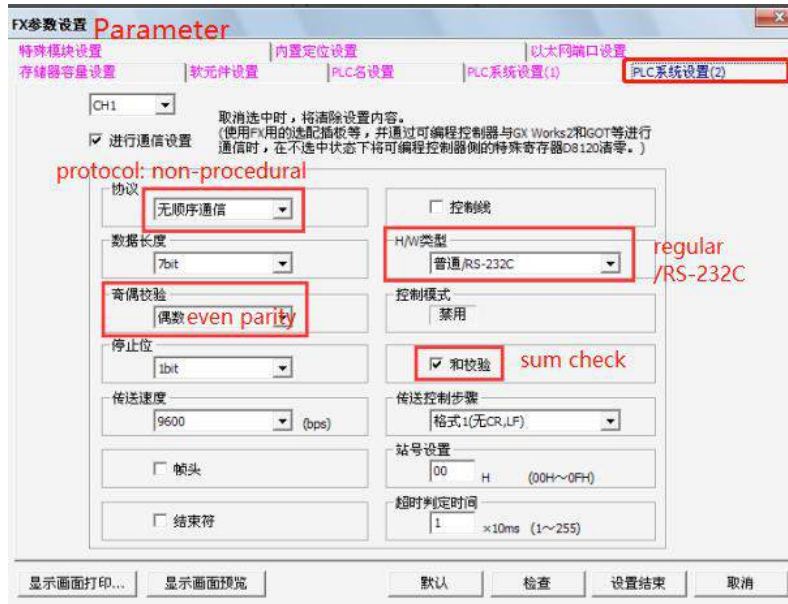 FX参数设置 Parameter
特殊模块设置 内置定位设置 以太网端口设置
存储器容量设置 软元件设置 PLC名设置 PLC系统设置(1) PLC系统设置(2)
CH1
进行通信设置
取消选中时，将清除设置内容。
(使用FX用的选配插板等，并通过可编程控制器与GX Works2和GOT等进行
通信时，在不选中状态下将可编程控制器侧的特殊寄存器D8120清零。)
protocol: non-procedural
协议
无顺序通信
控制线
数据长度
7bit
H/W类型
普通/RS-232C
regular
/RS-232C
奇偶校验
偶数 even parity
控制模式
禁用
停止位
1bit
和校验 sum check
传送速度
9600 (bps)
传送控制步骤
格式1(无CR,LF)
帧头
站号设置
00 H (00H～0FH)
结束符
超时判定时间
1 ×10ms (1～255)
显示画面打印... 显示画面预览 默认 检查 设置结束 取消